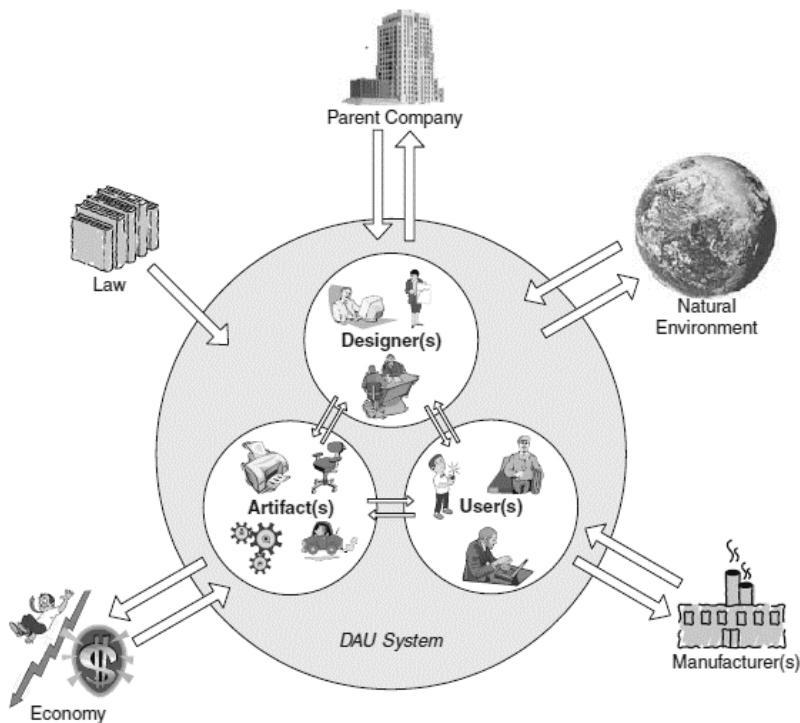 Parent Company
Law
Natural
Environment
Designer(s)
Artifact(s)
User(s)
DAU System
Manufacturer(s)
Economy
$